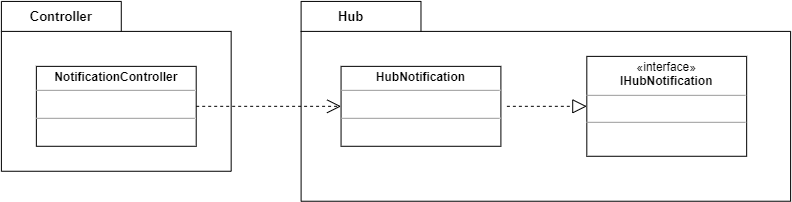 Controller
Hub
NotificationController
HubNotification
«interface»
IHubNotification